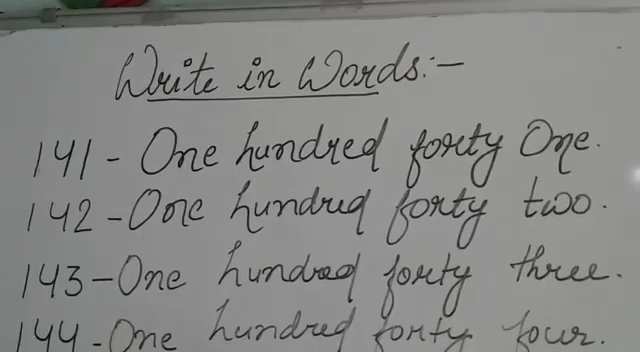 Write in Words:-
141 - One hundred forty One.
142 - One hundred forty two.
143 - One hundred forty three.
144 - One hundred forty four.